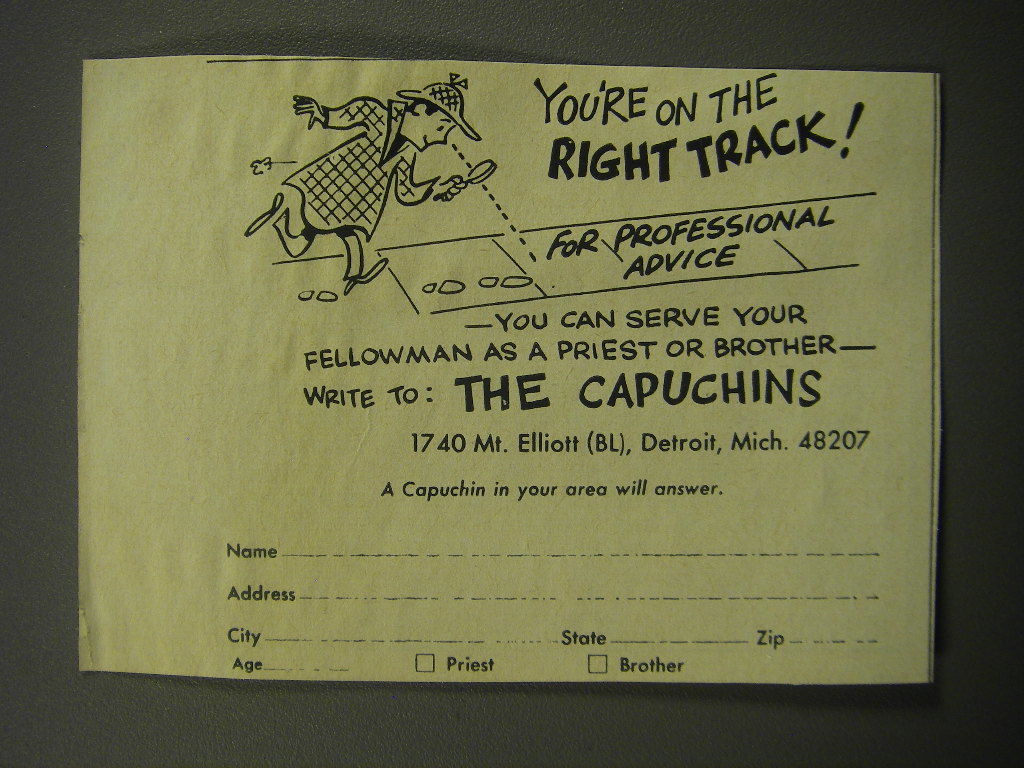 YOU'RE ON THE
RIGHT TRACK!
FOR PROFESSIONAL
ADVICE
—YOU CAN SERVE YOUR
FELLOWMAN AS A PRIEST OR BROTHER—
WRITE TO: THE CAPUCHINS
1740 Mt. Elliott (BL), Detroit, Mich. 48207
A Capuchin in your area will answer.
Name
Address
City State Zip
Age Priest Brother